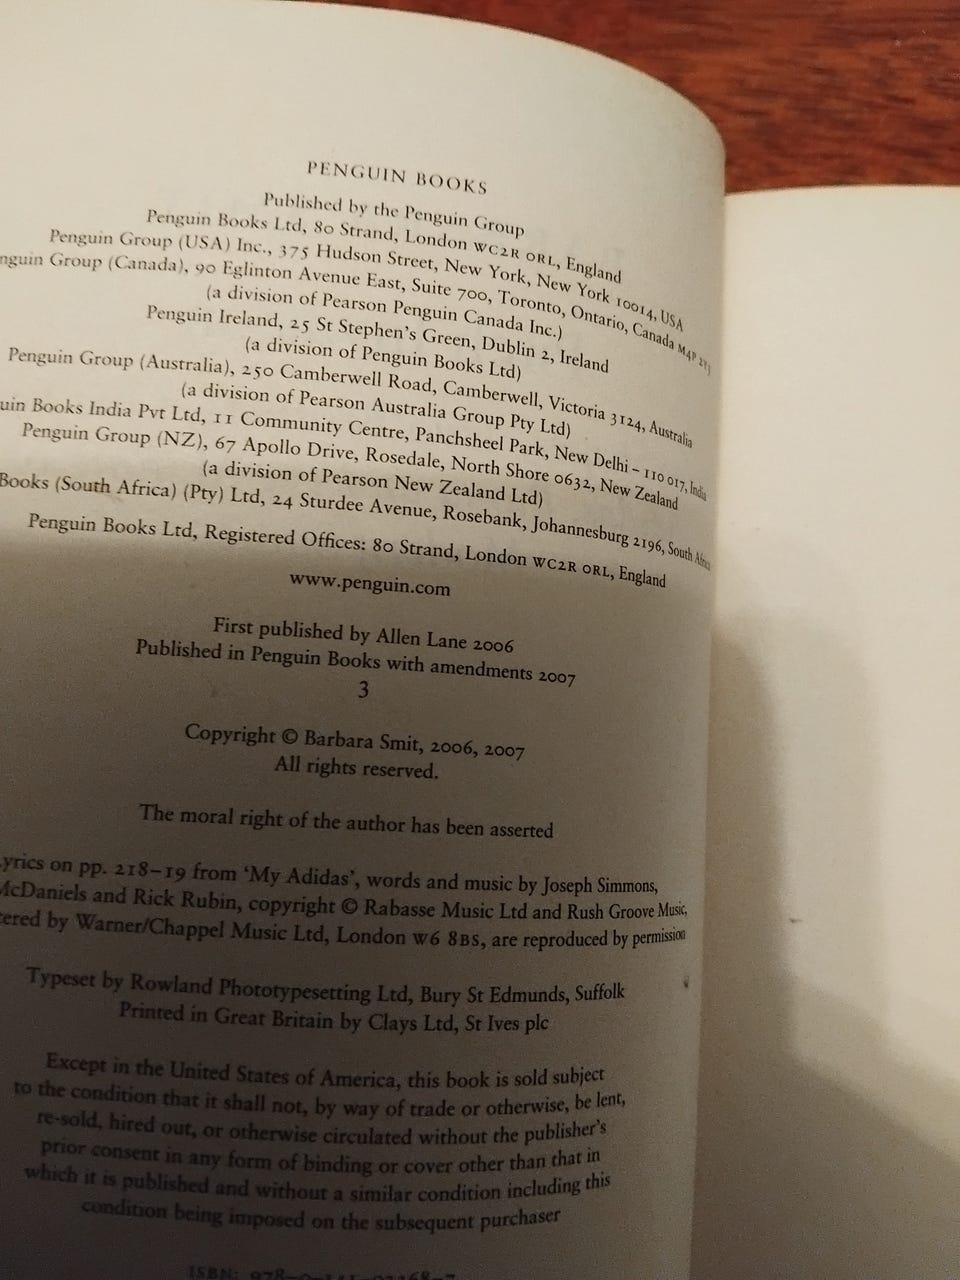 PENGUIN BOOKS
Published by the Penguin Group
Penguin Books Ltd, 80 Strand, London WC2R 0RL, England
Penguin Group (USA) Inc., 375 Hudson Street, New York, New York 10014, USA
nguin Group (Canada), 90 Eglinton Avenue East, Suite 700, Toronto, Ontario, Canada M4P
(a division of Pearson Penguin Canada Inc.)
Penguin Ireland, 25 St Stephen's Green, Dublin 2, Ireland
(a division of Penguin Books Ltd)
Penguin Group (Australia), 250 Camberwell Road, Camberwell, Victoria 3124, Australia
(a division of Pearson Australia Group Pty Ltd)
uin Books India Pvt Ltd, 11 Community Centre, Panchsheel Park, New Delhi – 110 017, India
Penguin Group (NZ), 67 Apollo Drive, Rosedale, North Shore 0632, New Zealand
(a division of Pearson New Zealand Ltd)
Books (South Africa) (Pty) Ltd, 24 Sturdee Avenue, Rosebank, Johannesburg 2196, South Africa
Penguin Books Ltd, Registered Offices: 80 Strand, London WC2R 0RL, England
www.penguin.com
First published by Allen Lane 2006
Published in Penguin Books with amendments 2007
3
Copyright © Barbara Smit, 2006, 2007
All rights reserved.
The moral right of the author has been asserted
yrics on pp. 218–19 from 'My Adidas', words and music by Joseph Simmons,
McDaniels and Rick Rubin, copyright © Rabasse Music Ltd and Rush Groove Music,
ered by Warner/Chappel Music Ltd, London W6 8BS, are reproduced by permission
Typeset by Rowland Phototypesetting Ltd, Bury St Edmunds, Suffolk
Printed in Great Britain by Clays Ltd, St Ives plc
Except in the United States of America, this book is sold subject
to the condition that it shall not, by way of trade or otherwise, be lent,
re-sold, hired out, or otherwise circulated without the publisher's
prior consent in any form of binding or cover other than that in
which it is published and without a similar condition including this
condition being imposed on the subsequent purchaser
ISBN: